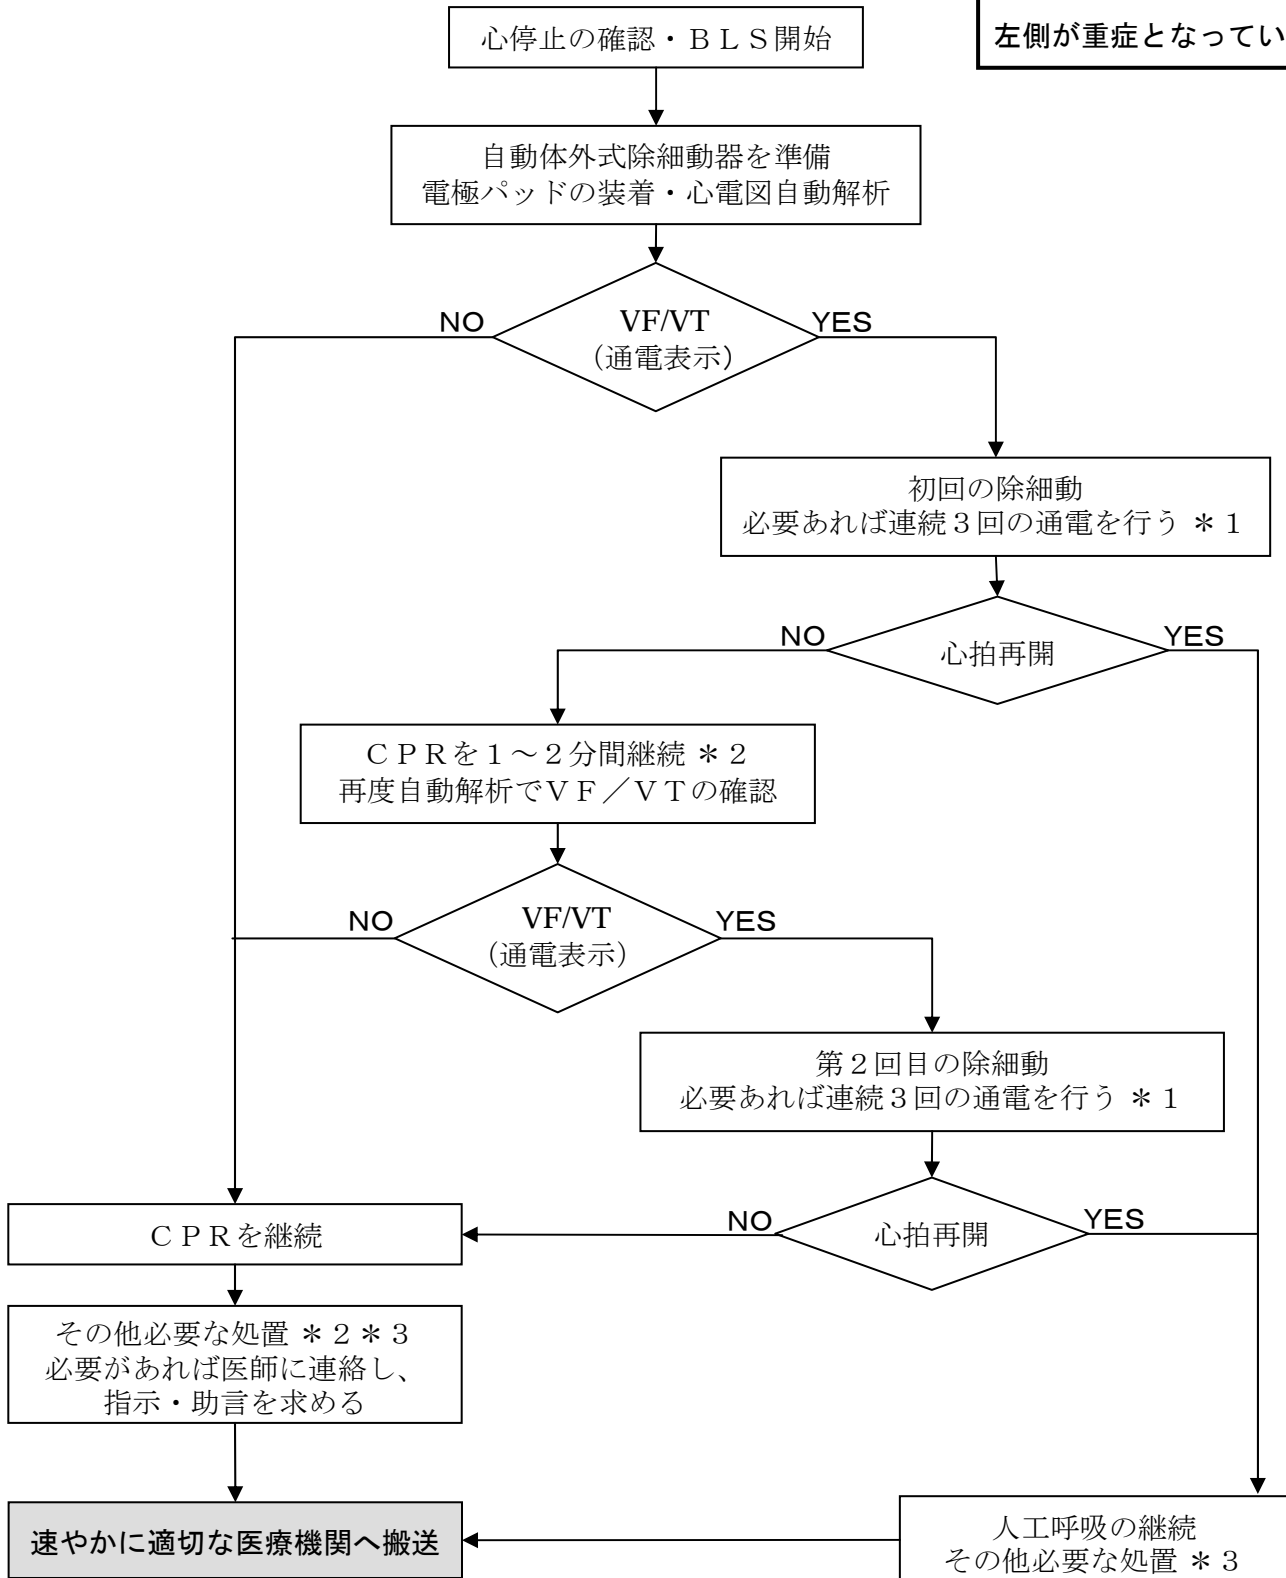 心停止の確認・ＢＬＳ開始
左側が重症となってい
自動体外式除細動器を準備
電極パッドの装着・心電図自動解析
NO
VF/VT
（通電表示）
YES
初回の除細動
必要あれば連続３回の通電を行う ＊１
NO
心拍再開
YES
ＣＰＲを１～２分間継続 ＊２
再度自動解析でＶＦ／ＶＴの確認
NO
VF/VT
（通電表示）
YES
第２回目の除細動
必要あれば連続３回の通電を行う ＊１
NO
心拍再開
YES
ＣＰＲを継続
その他必要な処置 ＊２＊３
必要があれば医師に連絡し、
指示・助言を求める
速やかに適切な医療機関へ搬送
人工呼吸の継続
その他必要な処置 ＊３